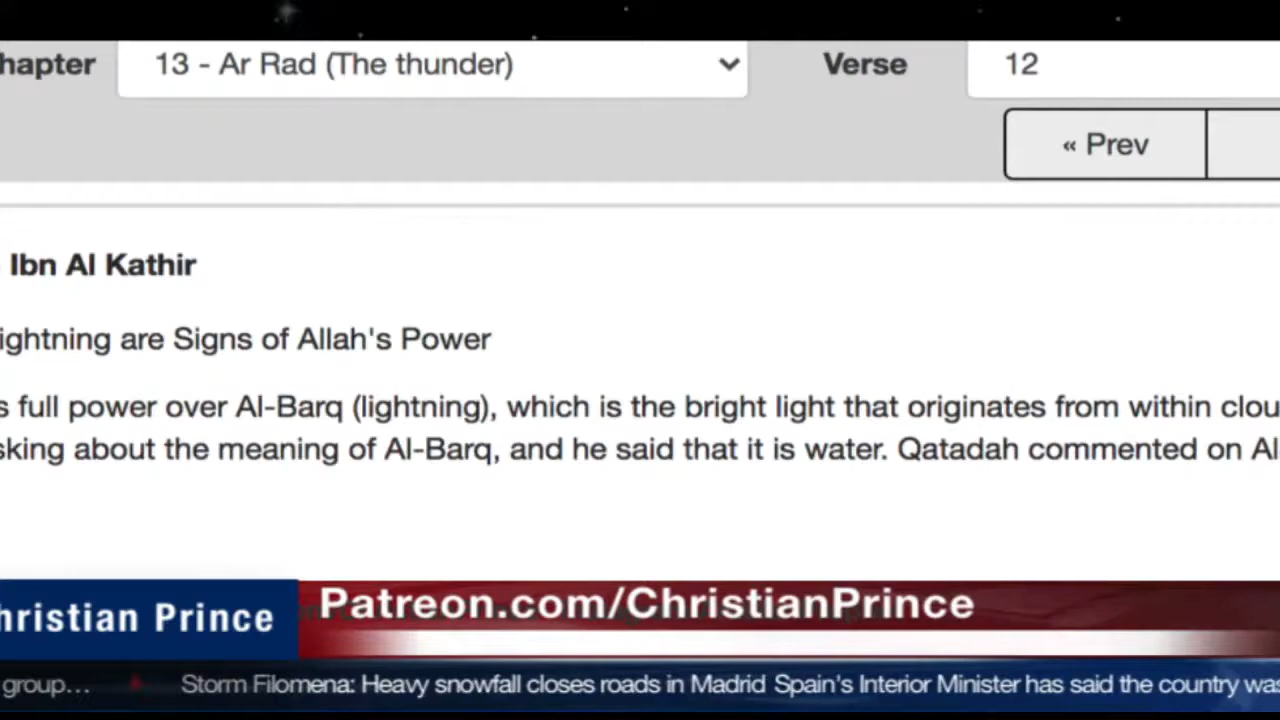 hapter 13 - Ar Rad (The thunder) Verse 12
« Prev
Ibn Al Kathir
ightning are Signs of Allah's Power
s full power over Al-Barq (lightning), which is the bright light that originates from within clou
sking about the meaning of Al-Barq, and he said that it is water. Qatadah commented on Al
hristian Prince Patreon.com/ChristianPrince
group... Storm Filomena: Heavy snowfall closes roads in Madrid Spain's Interior Minister has said the country was